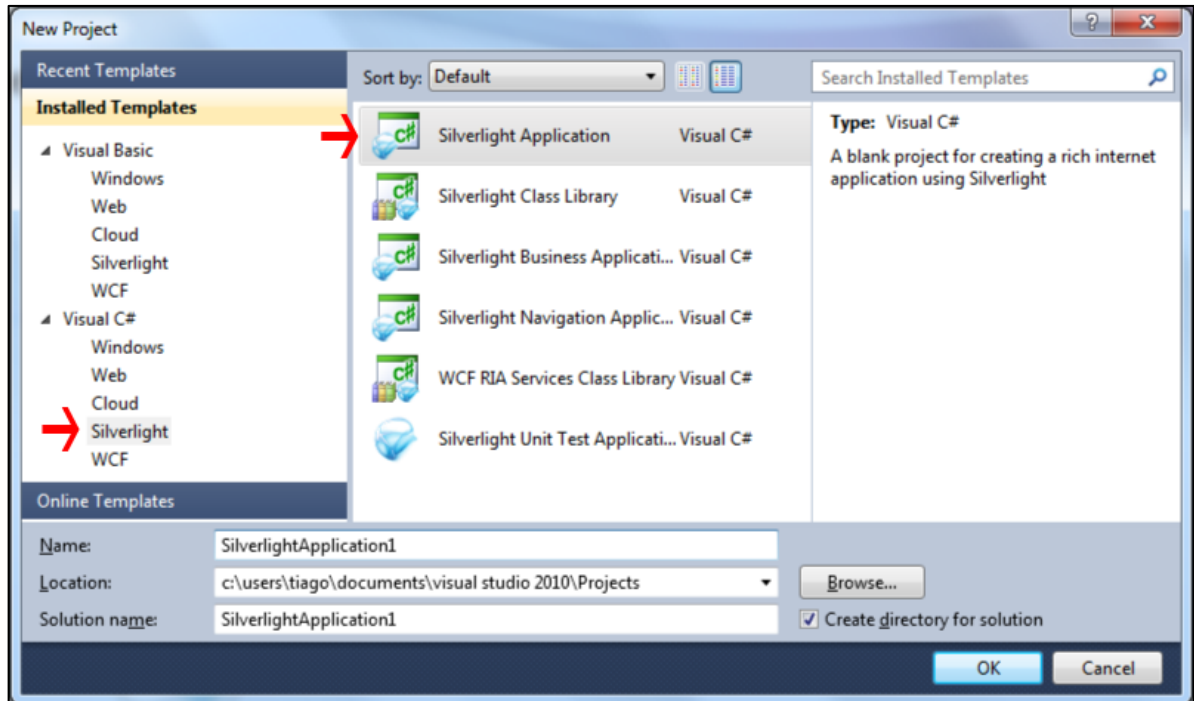 New Project
Recent Templates
Installed Templates
Visual Basic
Windows
Web
Cloud
Silverlight
WCF
Visual C#
Windows
Web
Cloud
Silverlight
WCF
Online Templates
Sort by: Default
Silverlight Application Visual C#
Silverlight Class Library Visual C#
Silverlight Business Applicati... Visual C#
Silverlight Navigation Applic... Visual C#
WCF RIA Services Class Library Visual C#
Silverlight Unit Test Applicati... Visual C#
Search Installed Templates
Type: Visual C#
A blank project for creating a rich internet
application using Silverlight
Name: SilverlightApplication1
Location: c:\users\tiago\documents\visual studio 2010\Projects Browse...
Solution name: SilverlightApplication1 Create directory for solution
OK Cancel